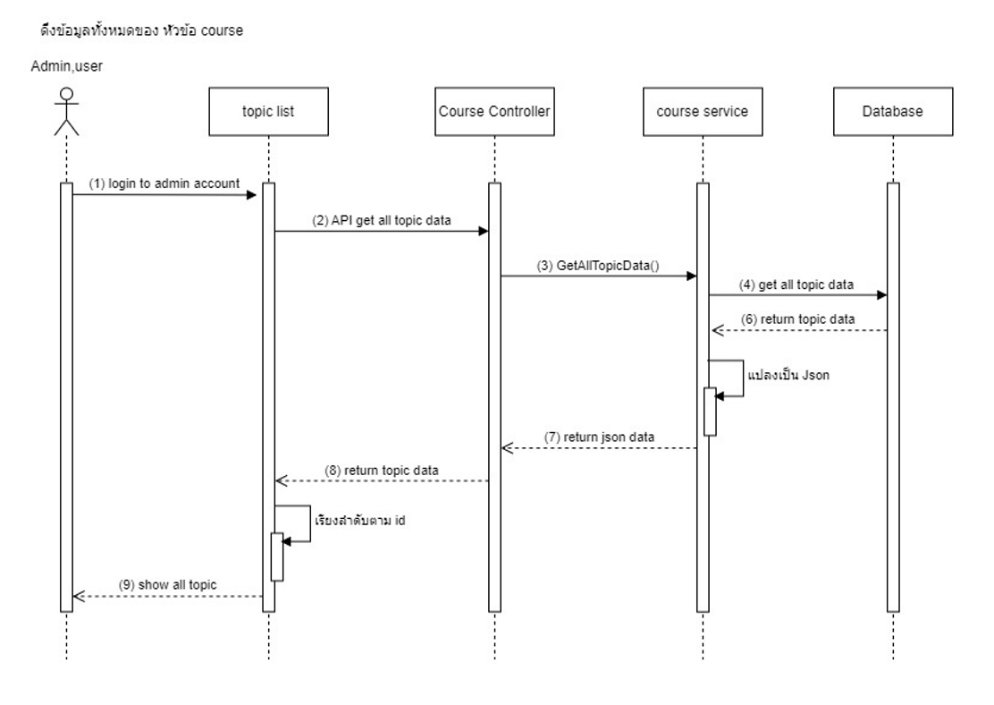 ดึงข้อมูลทั้งหมดของ หัวข้อ course
Admin,user
topic list
Course Controller
course service
Database
(1) login to admin account
(2) API get all topic data
(3) GetAllTopicData()
(4) get all topic data
(6) return topic data
แปลงเป็น Json
(7) return json data
(8) return topic data
เรียงลำดับตาม id
(9) show all topic